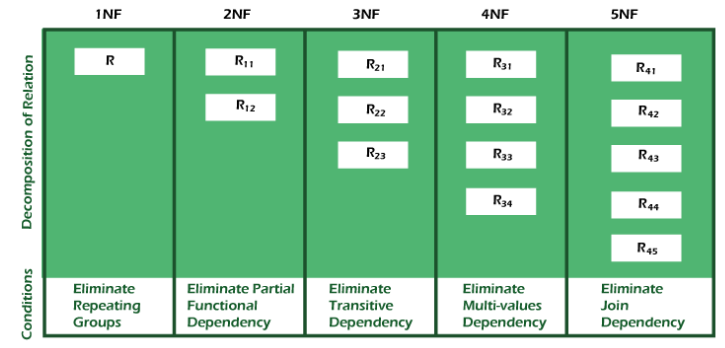 1NF 2NF 3NF 4NF 5NF
Decomposition of Relation
R R₁₁ R₂₁ R₃₁ R₄₁
R₁₂ R₂₂ R₃₂ R₄₂
R₂₃ R₃₃ R₄₃
R₃₄ R₄₄
R₄₅
Conditions
Eliminate Eliminate Partial Eliminate Eliminate Eliminate
Repeating Functional Transitive Multi-values Join
Groups Dependency Dependency Dependency Dependency